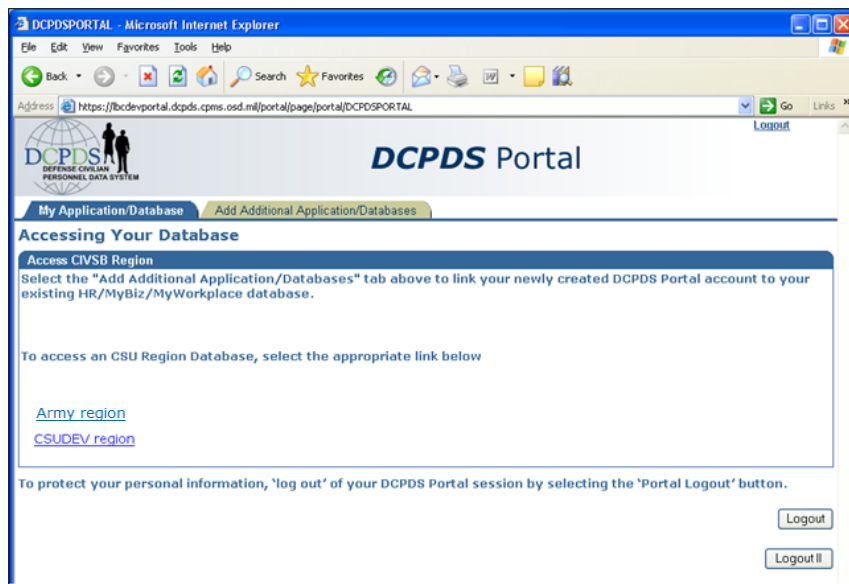 DCPDSPORTAL - Microsoft Internet Explorer
File Edit View Favorites Tools Help
Back Search Favorites
Address https://lbcdevportal.dcpds.cpms.osd.mil/portal/page/portal/DCPDSPORTAL Go Links »
Logout
DCPDS
DEFENSE CIVILIAN
PERSONNEL DATA SYSTEM
DCPDS Portal
My Application/Database Add Additional Application/Databases
Accessing Your Database
Access CIVSB Region
Select the "Add Additional Application/Databases" tab above to link your newly created DCPDS Portal account to your
existing HR/MyBiz/MyWorkplace database.
To access an CSU Region Database, select the appropriate link below
Army region
CSUDEV region
To protect your personal information, 'log out' of your DCPDS Portal session by selecting the 'Portal Logout' button.
Logout
Logout II